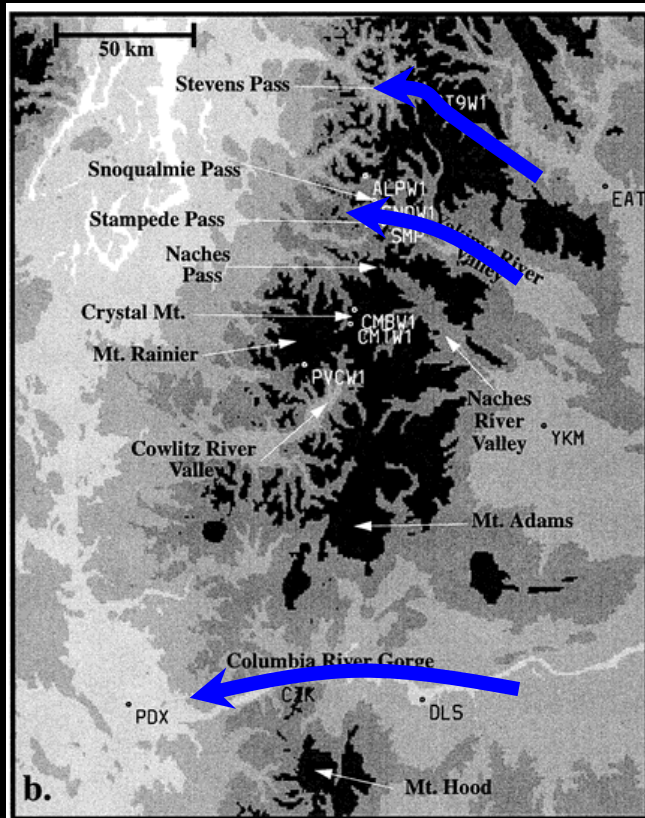 50 km
Stevens Pass
T9W1
Snoqualmie Pass
ALPW1
EAT
Stampede Pass
SMP
River
Valley
Naches
Pass
Crystal Mt.
CMBW1
CMTW1
Mt. Rainier
PVCW1
Naches
River
Valley
YKM
Cowlitz River
Valley
Mt. Adams
Columbia River Gorge
CZK
PDX
DLS
Mt. Hood
b.